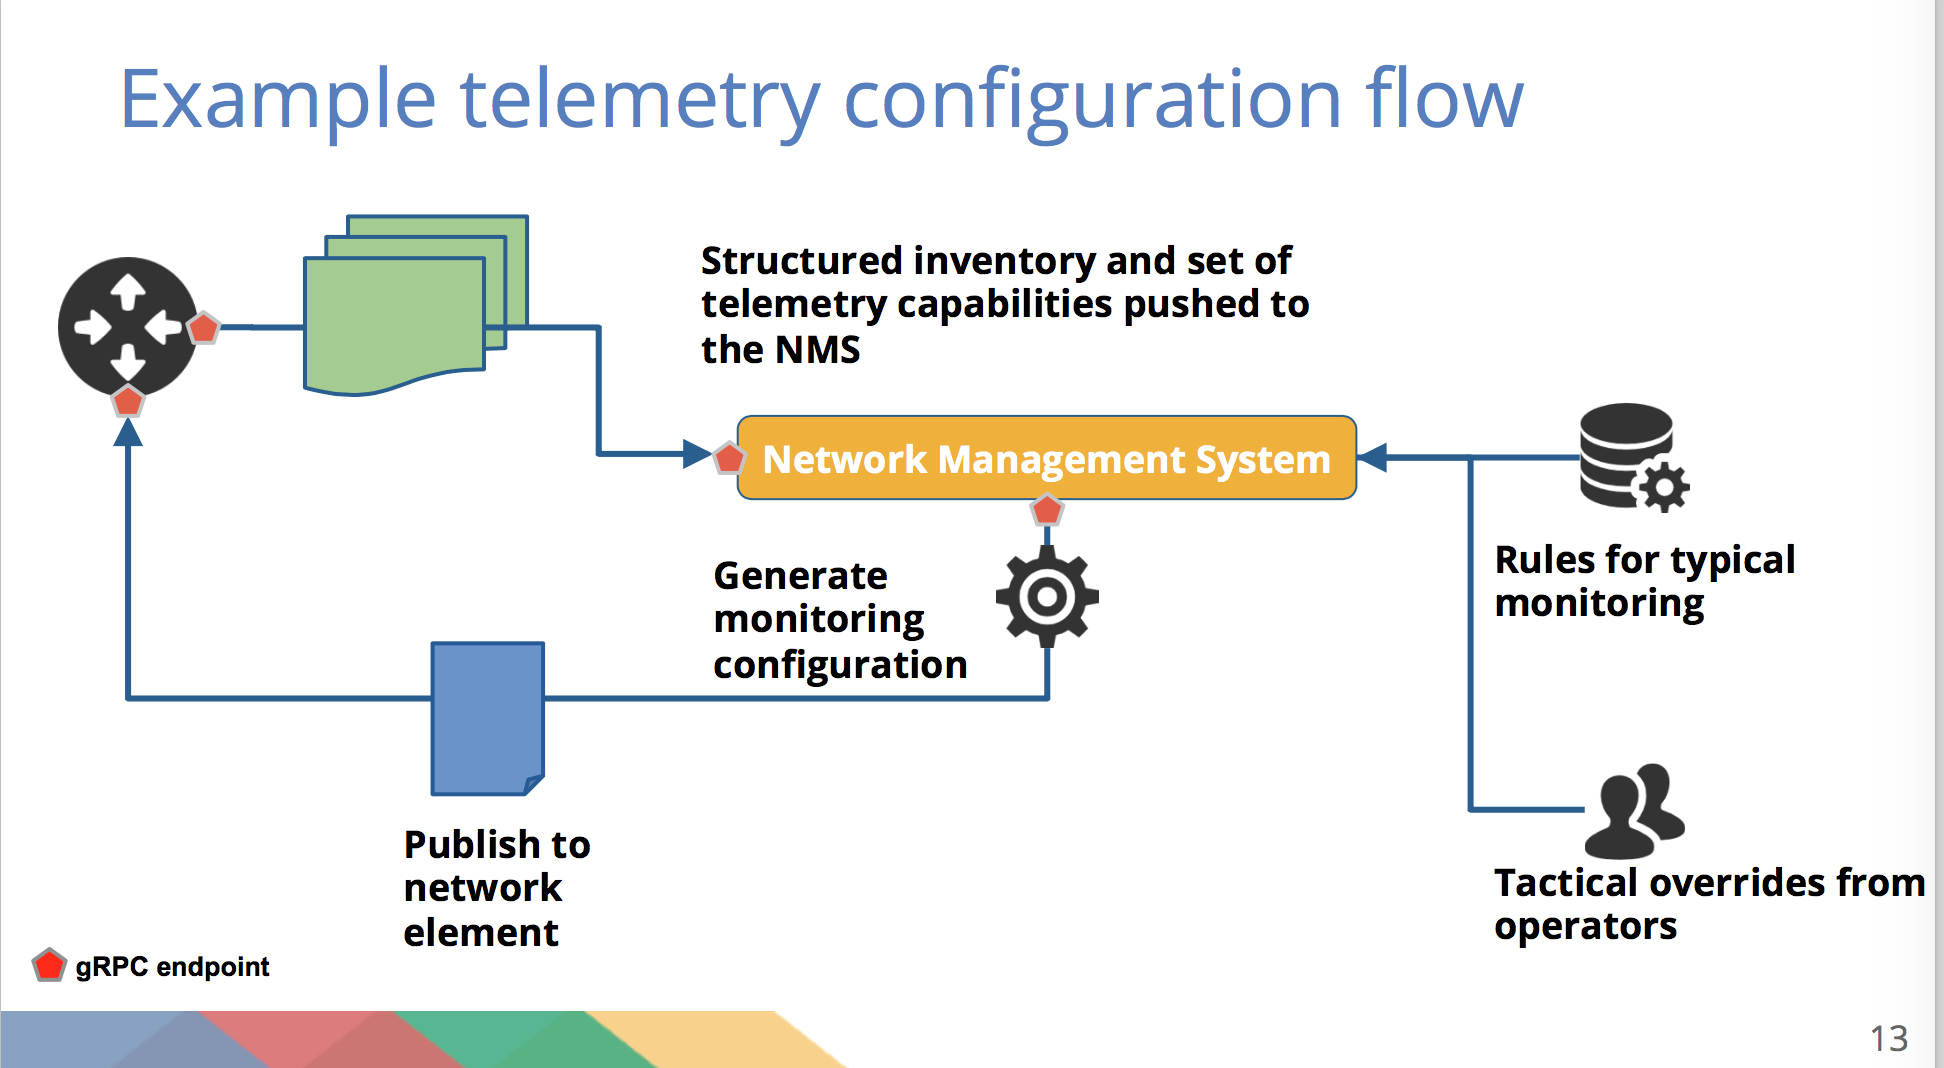 Example telemetry configuration flow
Structured inventory and set of
telemetry capabilities pushed to
the NMS
Network Management System
Generate
monitoring
configuration
Rules for typical
monitoring
Publish to
network
element
Tactical overrides from
operators
gRPC endpoint
13